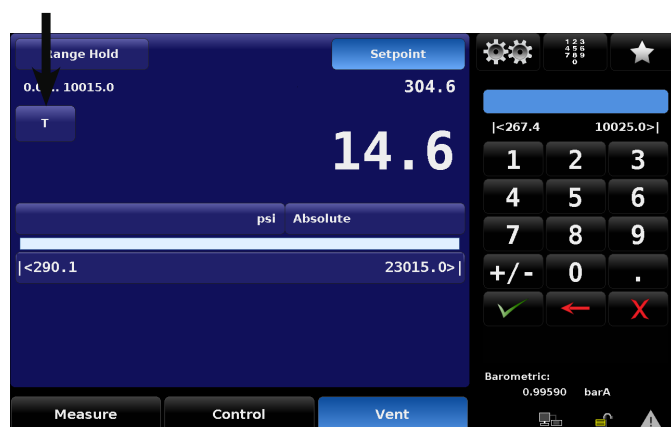 Range Hold
Setpoint
0.0 .. 10015.0
304.6
T
14.6
psi
Absolute
|<290.1
23015.0>|
Measure
Control
Vent
1 2 3
4 5 6
7 8 9
0
|<267.4
10025.0>|
1 2 3
4 5 6
7 8 9
+/- 0 .
X
Barometric:
0.99590 barA